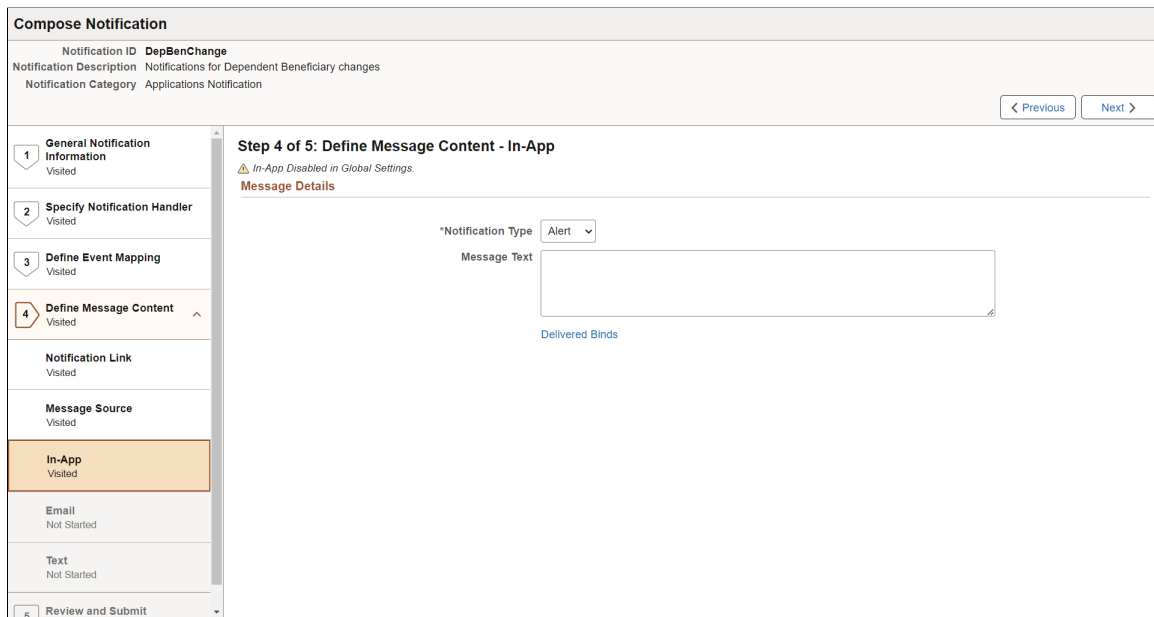 Compose Notification
Notification ID DepBenChange
Notification Description Notifications for Dependent Beneficiary changes
Notification Category Applications Notification
Previous Next
1 General Notification
Information
Visited
2 Specify Notification Handler
Visited
3 Define Event Mapping
Visited
4 Define Message Content
Visited
Notification Link
Visited
Message Source
Visited
In-App
Visited
Email
Not Started
Text
Not Started
5 Review and Submit
Step 4 of 5: Define Message Content - In-App
In-App Disabled in Global Settings.
Message Details
*Notification Type Alert
Message Text
Delivered Binds